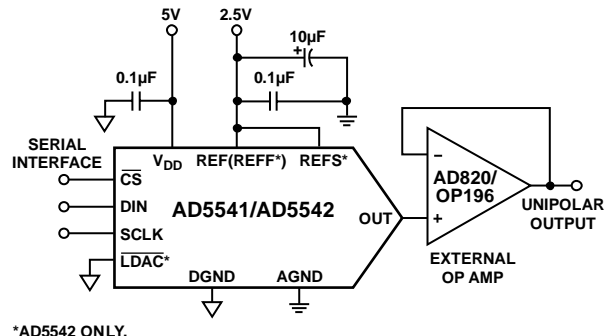 5V
2.5V
10µF
+
0.1µF
0.1µF
SERIAL
INTERFACE
VDD
REF(REFF*)
REFS*
CS
DIN
SCLK
LDAC*
AD5541/AD5542
OUT
DGND
AGND
–
+
AD820/
OP196
UNIPOLAR
OUTPUT
EXTERNAL
OP AMP
*AD5542 ONLY.